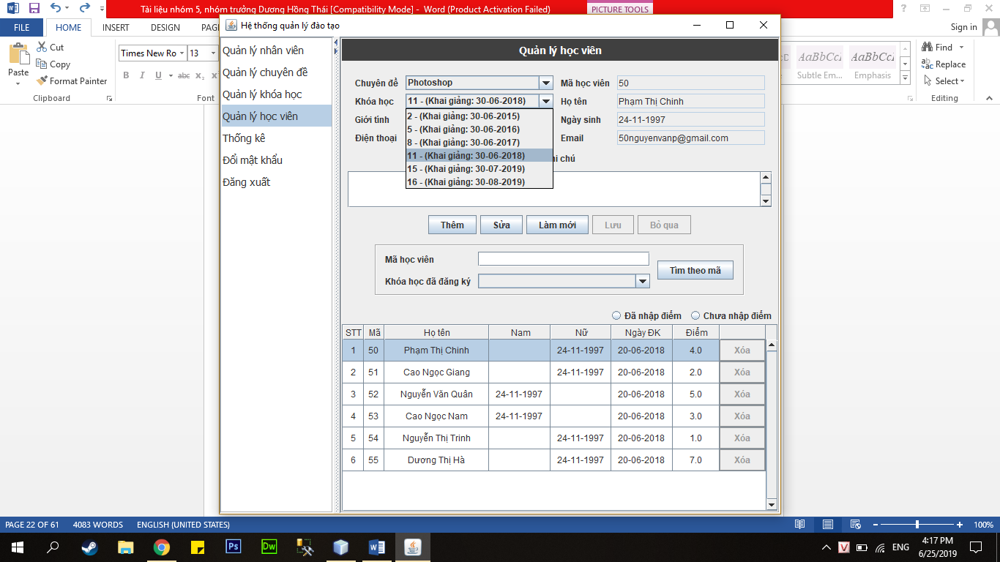 Tài liệu nhóm 5, nhóm trưởng Dương Hồng Thái [Compatibility Mode] - Word (Product Activation Failed)
PICTURE TOOLS
FILE HOME INSERT DESIGN PAG
Sign in
Paste
Cut
Copy
Format Painter
Clipboard
Times New Ro 13
B I U abc x₂ x
Font
AaBbCcI AaBbCcI
Subtle Em... Emphasis
Find
Replace
Select
Editing
Hệ thống quản lý đào tạo
Quản lý nhân viên
Quản lý chuyên đề
Quản lý khóa học
Quản lý học viên
Thống kê
Đổi mật khẩu
Đăng xuất
Quản lý học viên
Chuyên đề Photoshop Mã học viên 50
Khóa học 11 - (Khai giảng: 30-06-2018) Họ tên Phạm Thị Chinh
Giới tính Ngày sinh 24-11-1997
Điện thoại Email 50nguyenvanp@gmail.com
2 - (Khai giảng: 30-06-2015)
5 - (Khai giảng: 30-06-2016)
8 - (Khai giảng: 30-06-2017)
11 - (Khai giảng: 30-06-2018)
15 - (Khai giảng: 30-07-2019)
16 - (Khai giảng: 30-08-2019)
hi chú
Thêm Sửa Làm mới Lưu Bỏ qua
Mã học viên
Khóa học đã đăng ký
Tìm theo mã
Đã nhập điểm Chưa nhập điểm
STT Mã Họ tên Nam Nữ Ngày ĐK Điểm
1 50 Phạm Thị Chinh 24-11-1997 20-06-2018 4.0 Xóa
2 51 Cao Ngọc Giang 24-11-1997 20-06-2018 2.0 Xóa
3 52 Nguyễn Văn Quân 24-11-1997 20-06-2018 5.0 Xóa
4 53 Cao Ngọc Nam 24-11-1997 20-06-2018 3.0 Xóa
5 54 Nguyễn Thị Trinh 24-11-1997 20-06-2018 1.0 Xóa
6 55 Dương Thị Hà 24-11-1997 20-06-2018 7.0 Xóa
PAGE 22 OF 61 4083 WORDS ENGLISH (UNITED STATES) 100%
Ps Dw
ENG
4:17 PM
6/25/2019